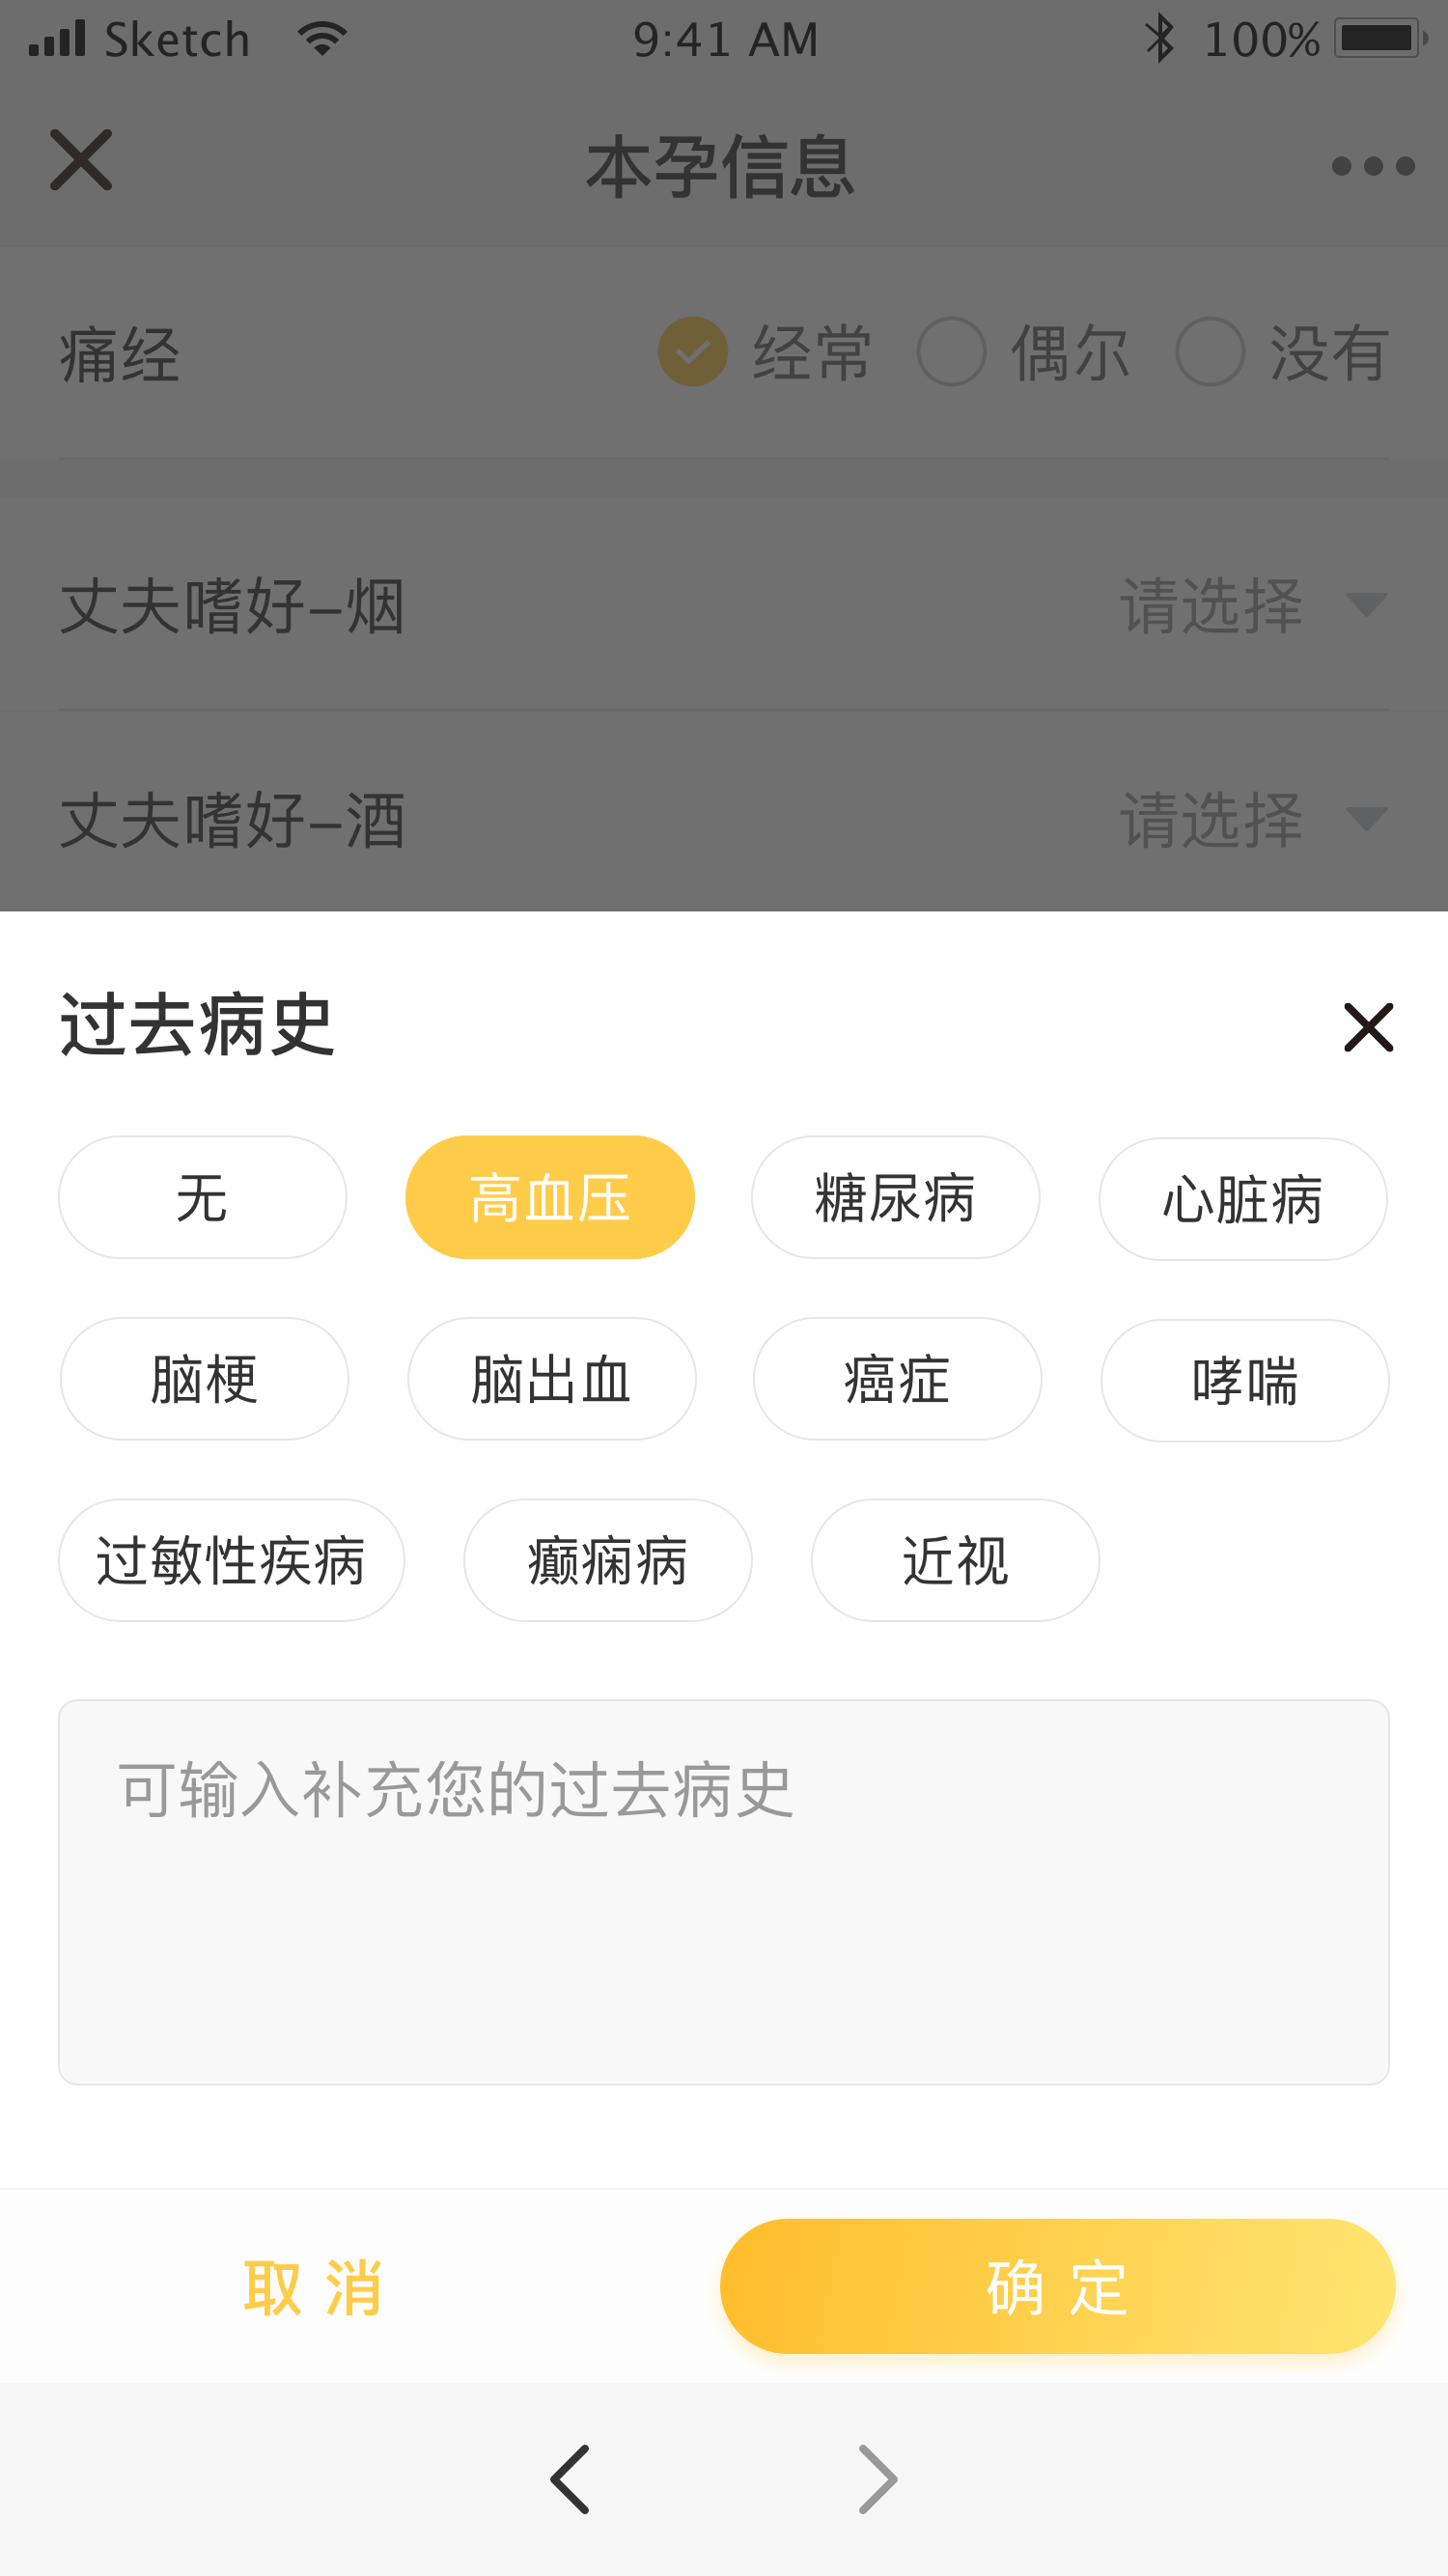 Sketch 9:41 AM 100%
本孕信息
痛经 经常 偶尔 没有
丈夫嗜好-烟 请选择
丈夫嗜好-酒 请选择
过去病史
无 高血压 糖尿病 心脏病
脑梗 脑出血 癌症 哮喘
过敏性疾病 癫痫病 近视
可输入补充您的过去病史
取消 确定